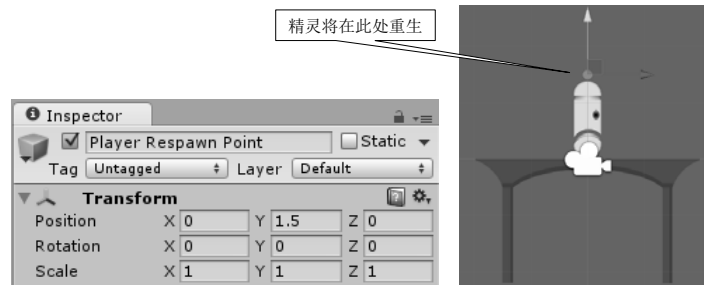 精灵将在此处重生
Inspector
Player Respawn Point Static
Tag Untagged Layer Default
Transform
Position X 0 Y 1.5 Z 0
Rotation X 0 Y 0 Z 0
Scale X 1 Y 1 Z 1